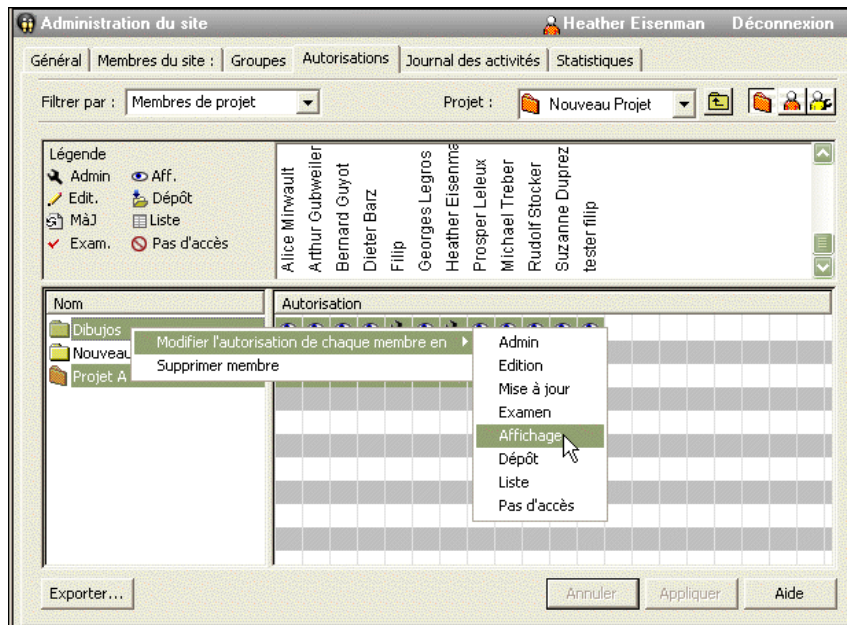 Administration du site Heather Eisenman Déconnexion
Général Membres du site : Groupes Autorisations Journal des activités Statistiques
Filtrer par : Membres de projet Projet : Nouveau Projet
Légende
Admin Aff.
Edit. Dépôt
MàJ Liste
Exam. Pas d'accès
Alice Mirwault
Arthur Gubweiler
Bernard Guyot
Dieter Barz
Filip
Georges Legros
Heather Eisenma
Prosper Leleux
Michael Treber
Rudolf Stocker
Suzanne Duprez
tester filip
Nom Autorisation
Dibujos
Nouveau
Projet A
Modifier l'autorisation de chaque membre en
Supprimer membre
Admin
Edition
Mise à jour
Examen
Affichage
Dépôt
Liste
Pas d'accès
Exporter... Annuler Appliquer Aide